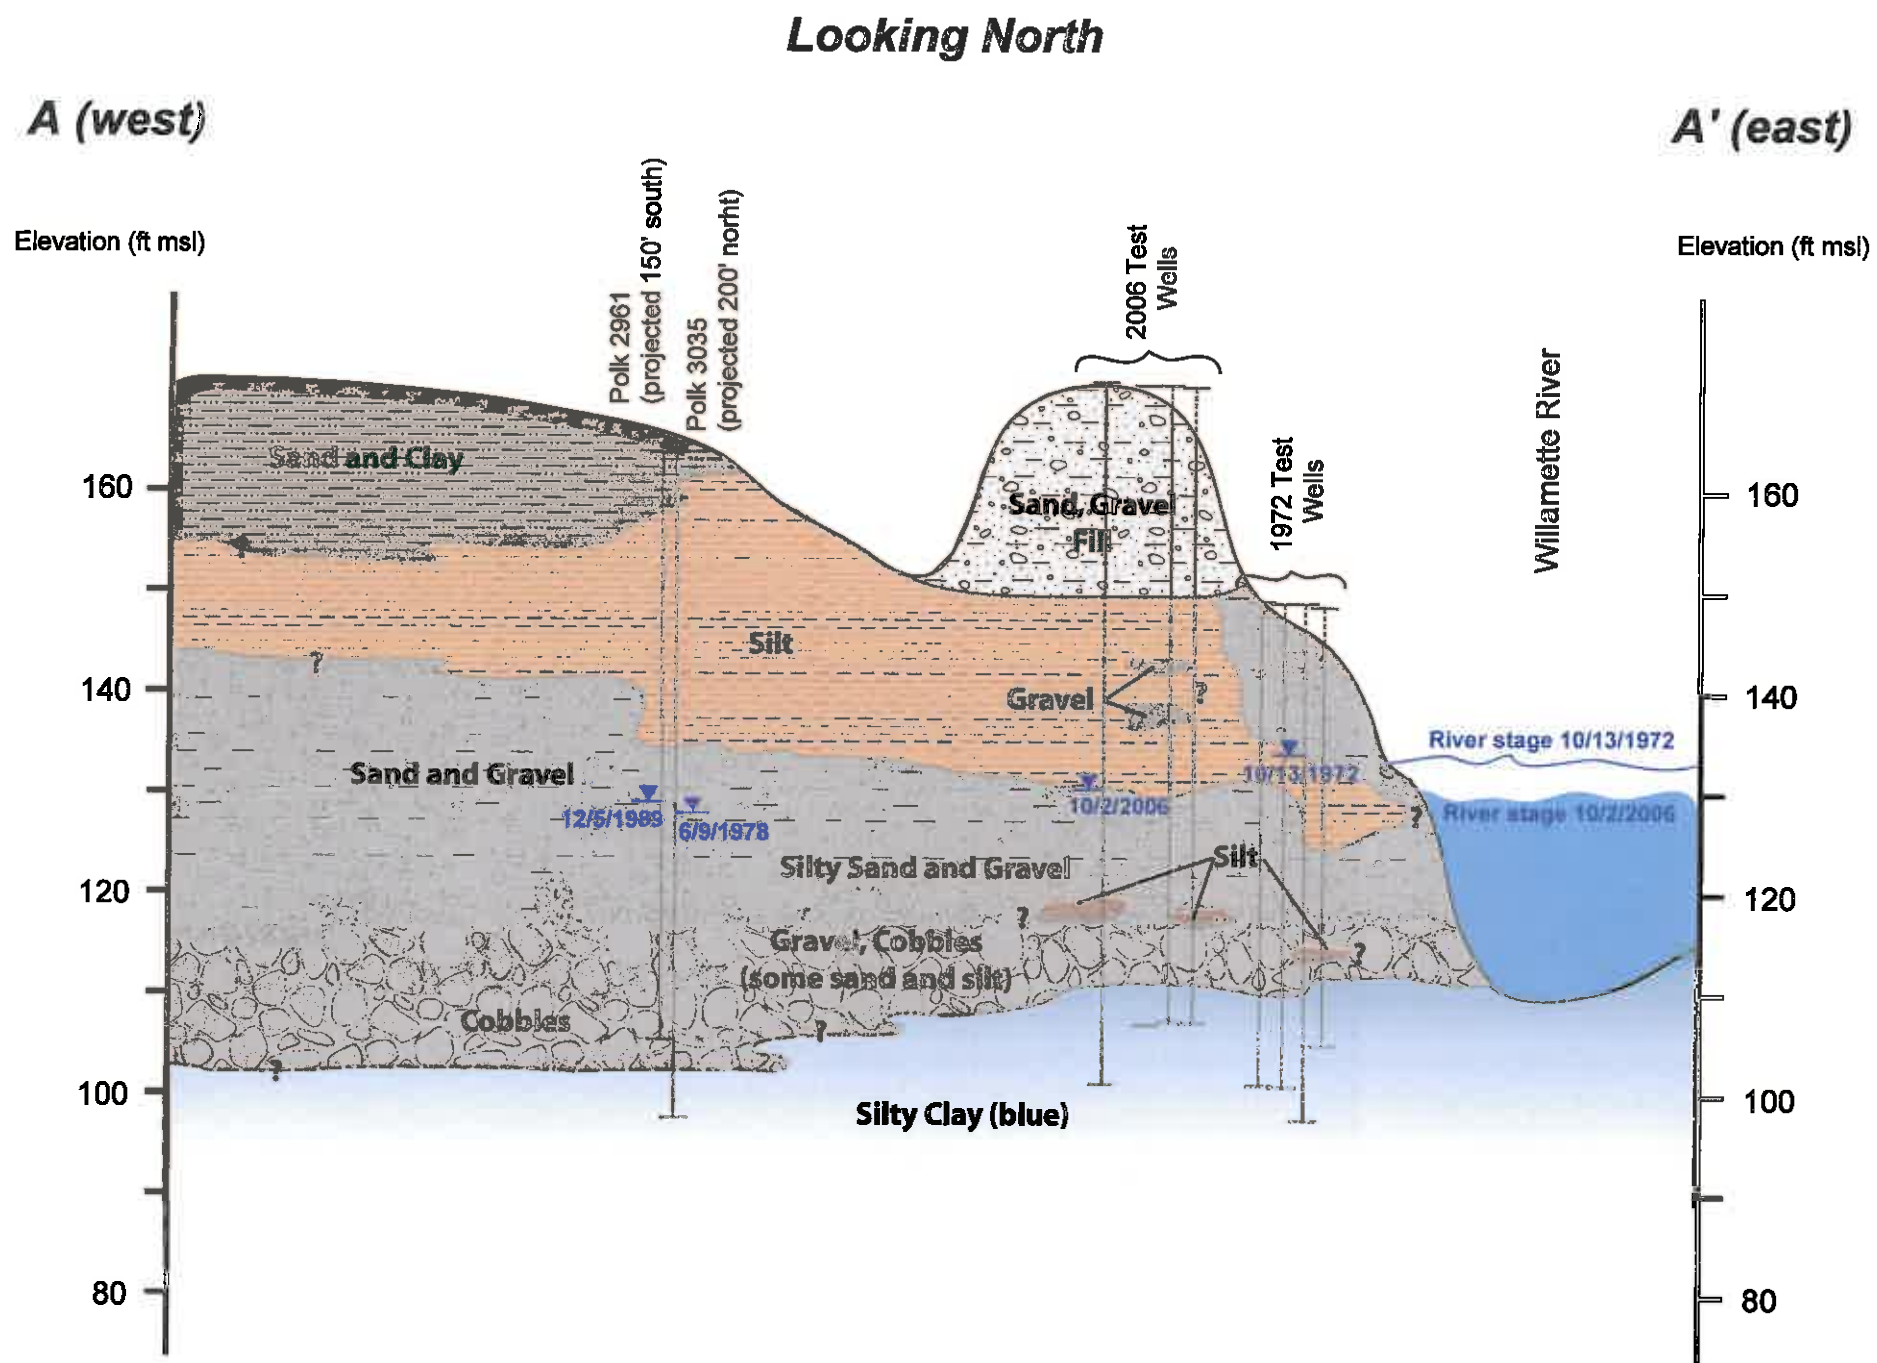 Looking North
A (west)
A' (east)
Elevation (ft msl)
Elevation (ft msl)
Polk 2961
(projected 150' south)
Polk 3035
(projected 200' norht)
2006 Test
Wells
1972 Test
Wells
Willamette River
160
140
120
100
80
160
140
120
100
80
Sand and Clay
Sand, Gravel
Fill
Silt
?
Gravel
?
River stage 10/13/1972
River stage 10/2/2006
Sand and Gravel
12/5/1989
6/9/1978
10/2/2006
10/13/1972
?
Silty Sand and Gravel
Silt
?
Gravel, Cobbles
(some sand and silt)
?
Cobbles
?
?
Silty Clay (blue)